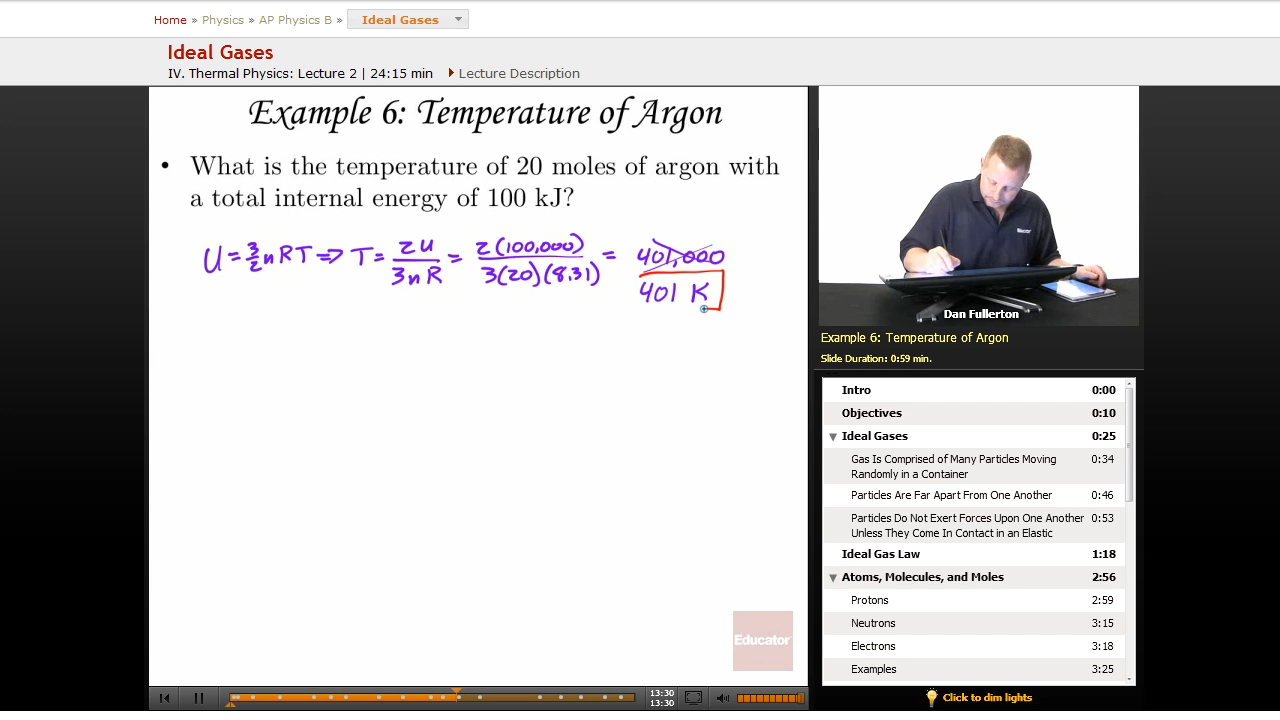 Home » Physics » AP Physics B » Ideal Gases
Ideal Gases
IV. Thermal Physics: Lecture 2 | 24:15 min Lecture Description
Example 6: Temperature of Argon
• What is the temperature of 20 moles of argon with
a total internal energy of 100 kJ?
U = 3/2 nRT => T = 2U/3nR = 2(100,000)/3(20)(8.31) = 401,000
401 K
Educator
13:30
13:30
Dan Fullerton
Example 6: Temperature of Argon
Slide Duration: 0:59 min.
Intro 0:00
Objectives 0:10
Ideal Gases 0:25
Gas Is Comprised of Many Particles Moving 0:34
Randomly in a Container
Particles Are Far Apart From One Another 0:46
Particles Do Not Exert Forces Upon One Another 0:53
Unless They Come In Contact in an Elastic
Ideal Gas Law 1:18
Atoms, Molecules, and Moles 2:56
Protons 2:59
Neutrons 3:15
Electrons 3:18
Examples 3:25
Click to dim lights